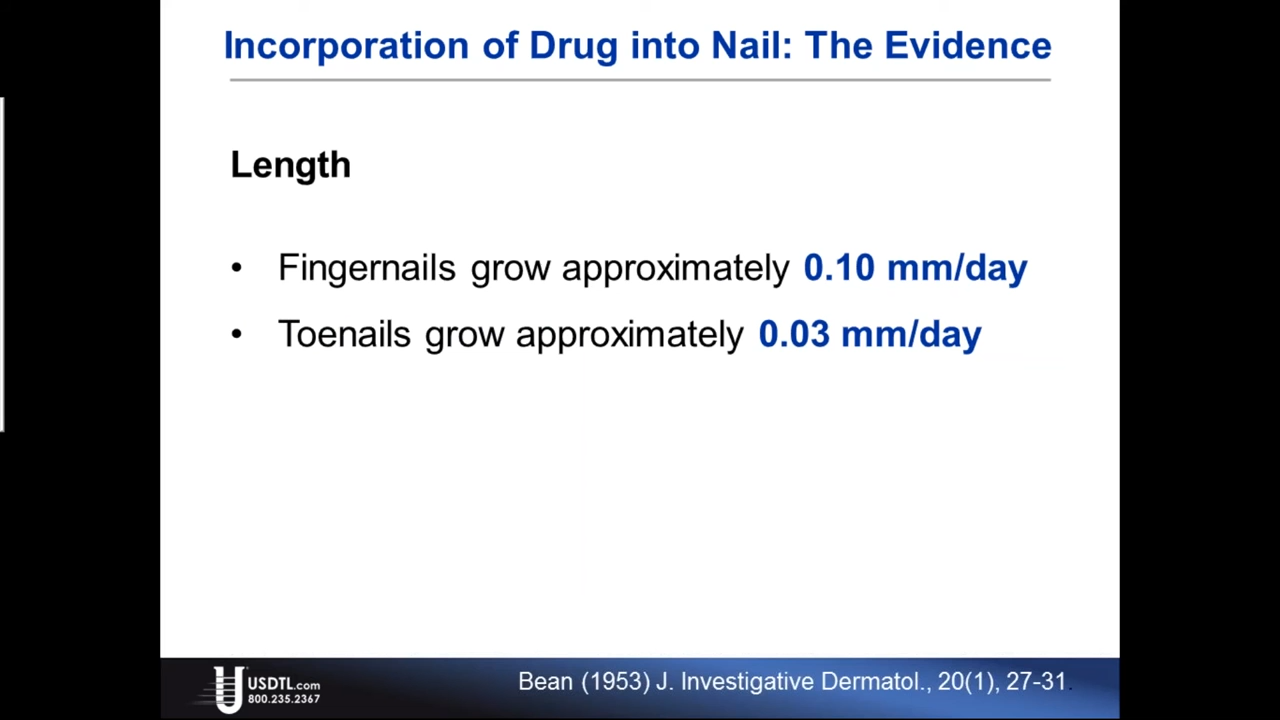 Incorporation of Drug into Nail: The Evidence
Length
• Fingernails grow approximately 0.10 mm/day
• Toenails grow approximately 0.03 mm/day
USDTL.com
800.235.2367
Bean (1953) J. Investigative Dermatol., 20(1), 27-31.